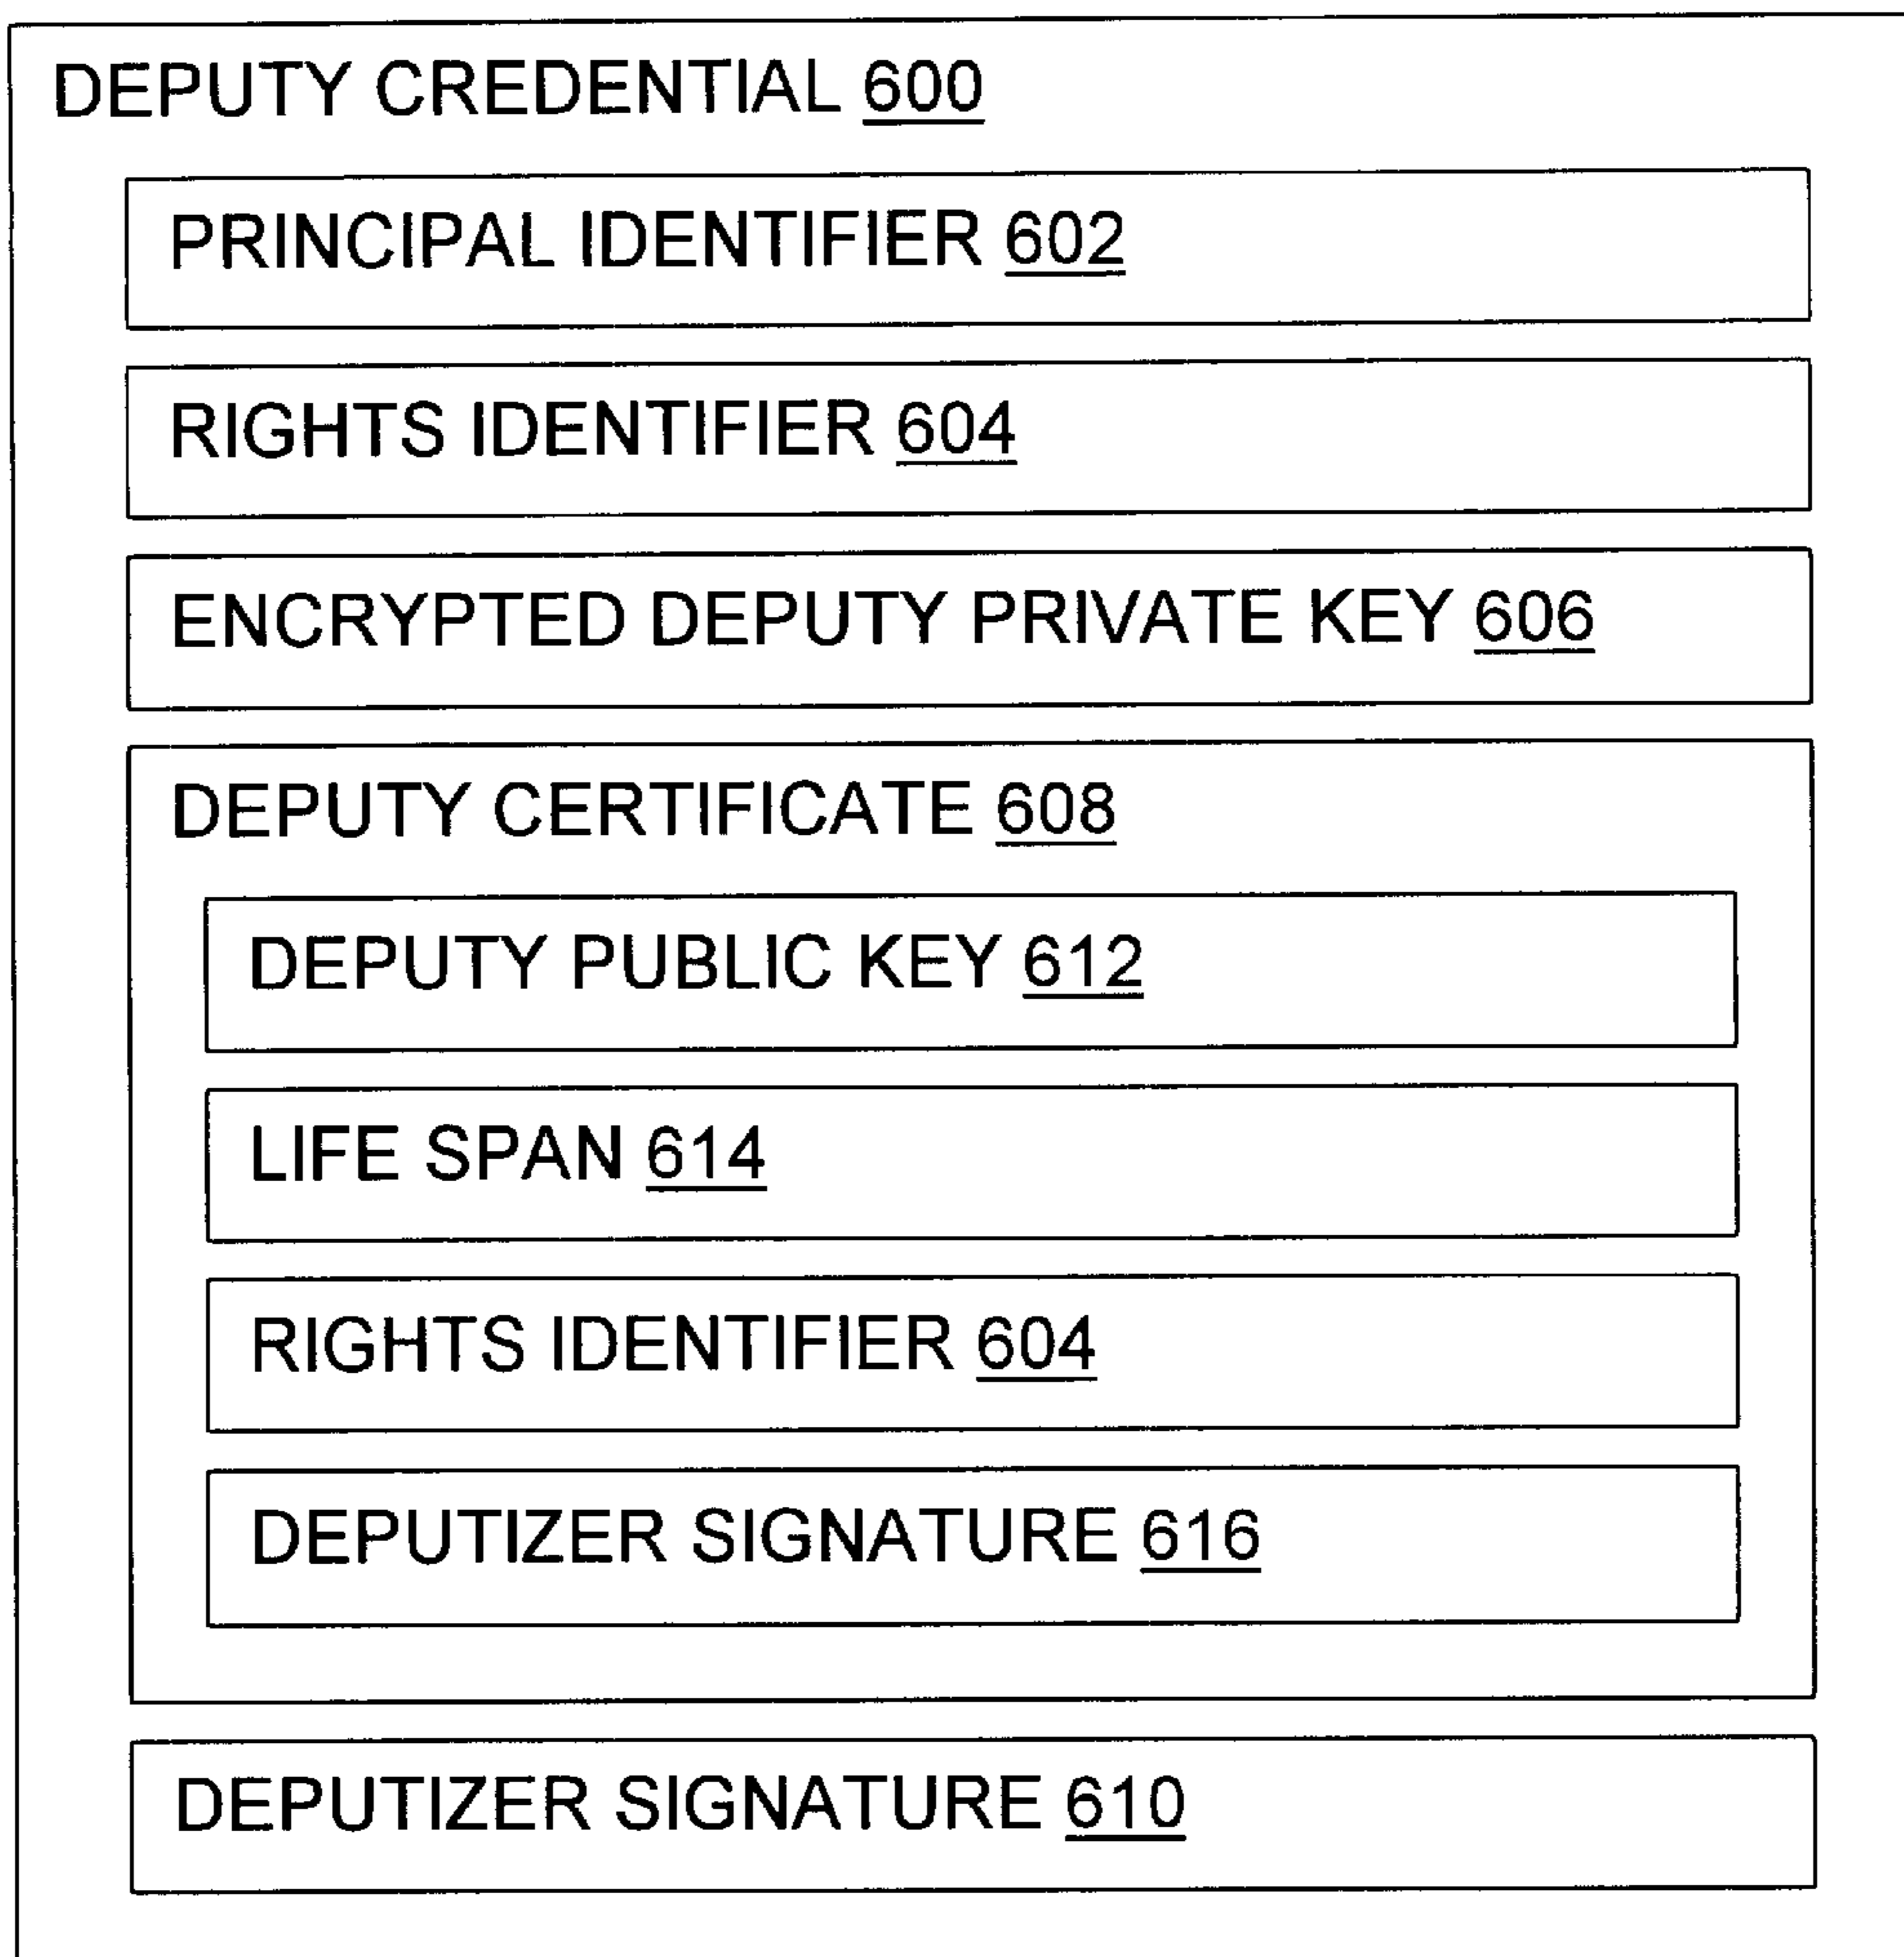 DEPUTY CREDENTIAL 600
PRINCIPAL IDENTIFIER 602
RIGHTS IDENTIFIER 604
ENCRYPTED DEPUTY PRIVATE KEY 606
DEPUTY CERTIFICATE 608
DEPUTY PUBLIC KEY 612
LIFE SPAN 614
RIGHTS IDENTIFIER 604
DEPUTIZER SIGNATURE 616
DEPUTIZER SIGNATURE 610